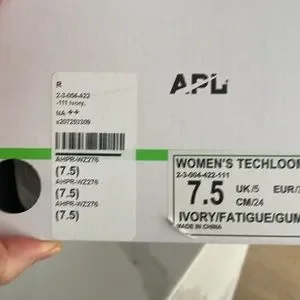 R
2-3-004-422
-111 Ivory,
NA ++
s207293309
AHPR-WZ276
(7.5)
AHPR-WZ276
(7.5)
AHPR-WZ276
(7.5)
APL
WOMEN'S TECHLOOM
2-3-004-422-111
7.5
UK/5
EUR/3
CM/24
IVORY/FATIGUE/GUM
MADE IN CHINA